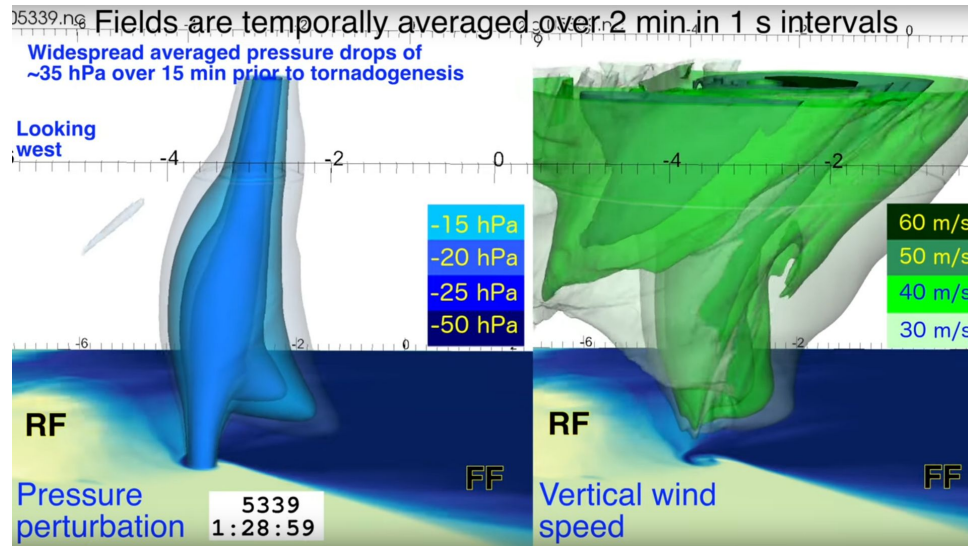 Fields are temporally averaged over 2 min in 1 s intervals
05339.nc
Widespread averaged pressure drops of
~35 hPa over 15 min prior to tornadogenesis
Looking
west
-4
-2
0
-15 hPa
-20 hPa
-25 hPa
-50 hPa
-6
0
RF
FF
Pressure
perturbation
5339
1:28:59
0
-4
-2
60 m/s
50 m/s
40 m/s
30 m/s
-6
-2
RF
FF
Vertical wind
speed